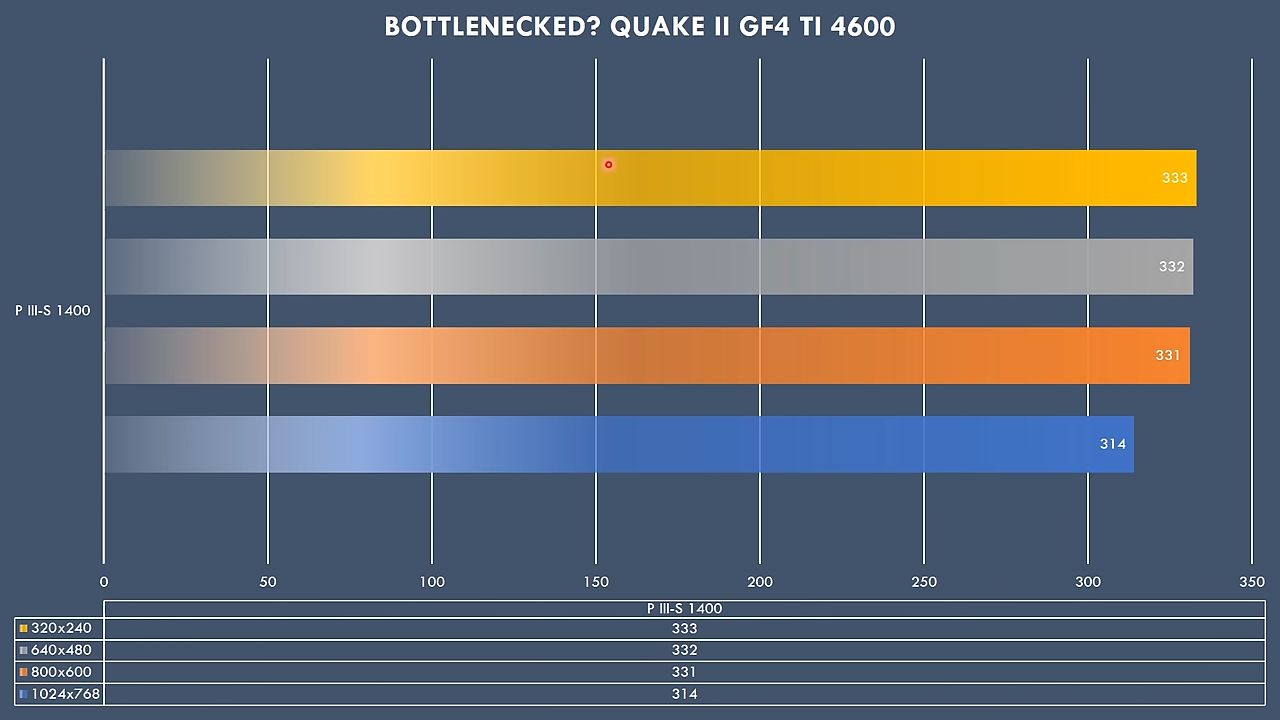 BOTTLENECKED? QUAKE II GF4 TI 4600
333
332
P III-S 1400
331
314
0 50 100 150 200 250 300 350
P III-S 1400
320x240 333
640x480 332
800x600 331
1024x768 314